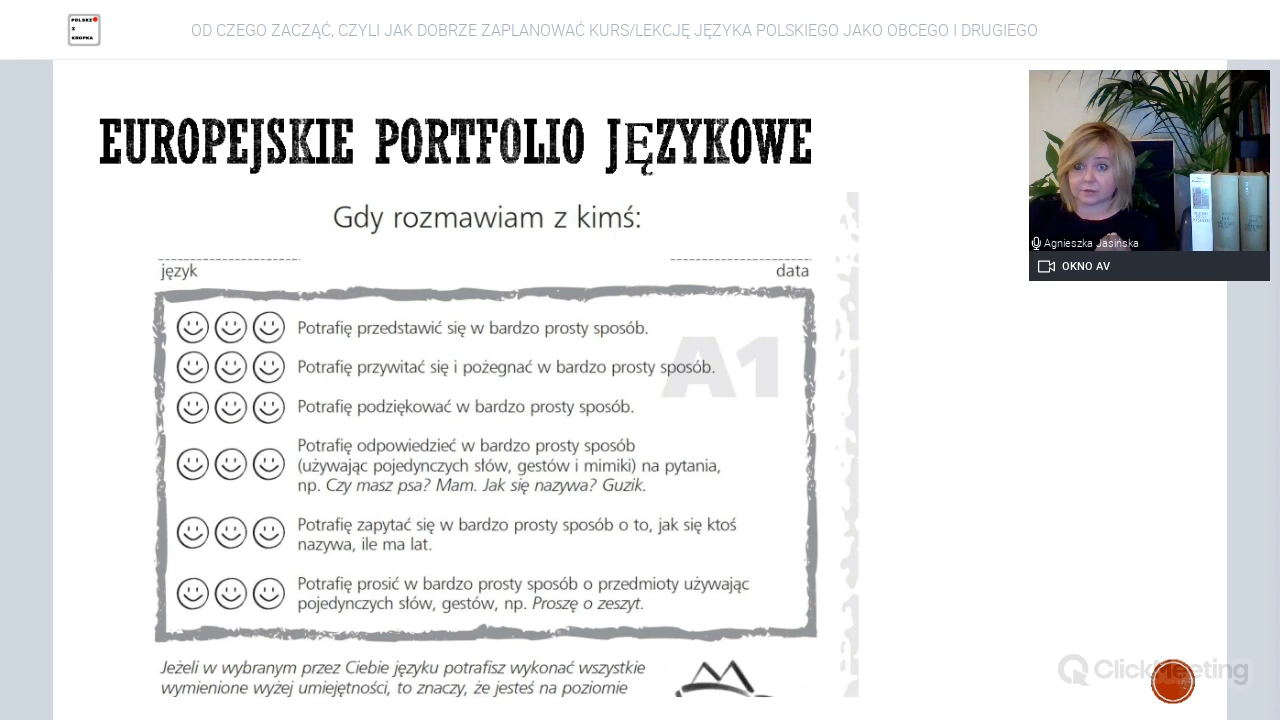 POLSKI
Z
KROPKĄ
OD CZEGO ZACZĄĆ, CZYLI JAK DOBRZE ZAPLANOWAĆ KURS/LEKCJĘ JĘZYKA POLSKIEGO JAKO OBCEGO I DRUGIEGO
EUROPEJSKIE PORTFOLIO JĘZYKOWE
Agnieszka Jasińska
OKNO AV
Gdy rozmawiam z kimś:
język
data
A1
Potrafię przedstawić się w bardzo prosty sposób.
Potrafię przywitać się i pożegnać w bardzo prosty sposób.
Potrafię podziękować w bardzo prosty sposób.
Potrafię odpowiedzieć w bardzo prosty sposób
(używając pojedynczych słów, gestów i mimiki) na pytania,
np. Czy masz psa? Mam. Jak się nazywa? Guzik.
Potrafię zapytać się w bardzo prosty sposób o to, jak się ktoś
nazywa, ile ma lat.
Potrafię prosić w bardzo prosty sposób o przedmioty używając
pojedynczych słów, gestów, np. Proszę o zeszyt.
Jeżeli w wybranym przez Ciebie języku potrafisz wykonać wszystkie
wymienione wyżej umiejętności, to znaczy, że jesteś na poziomie
ClickMeeting